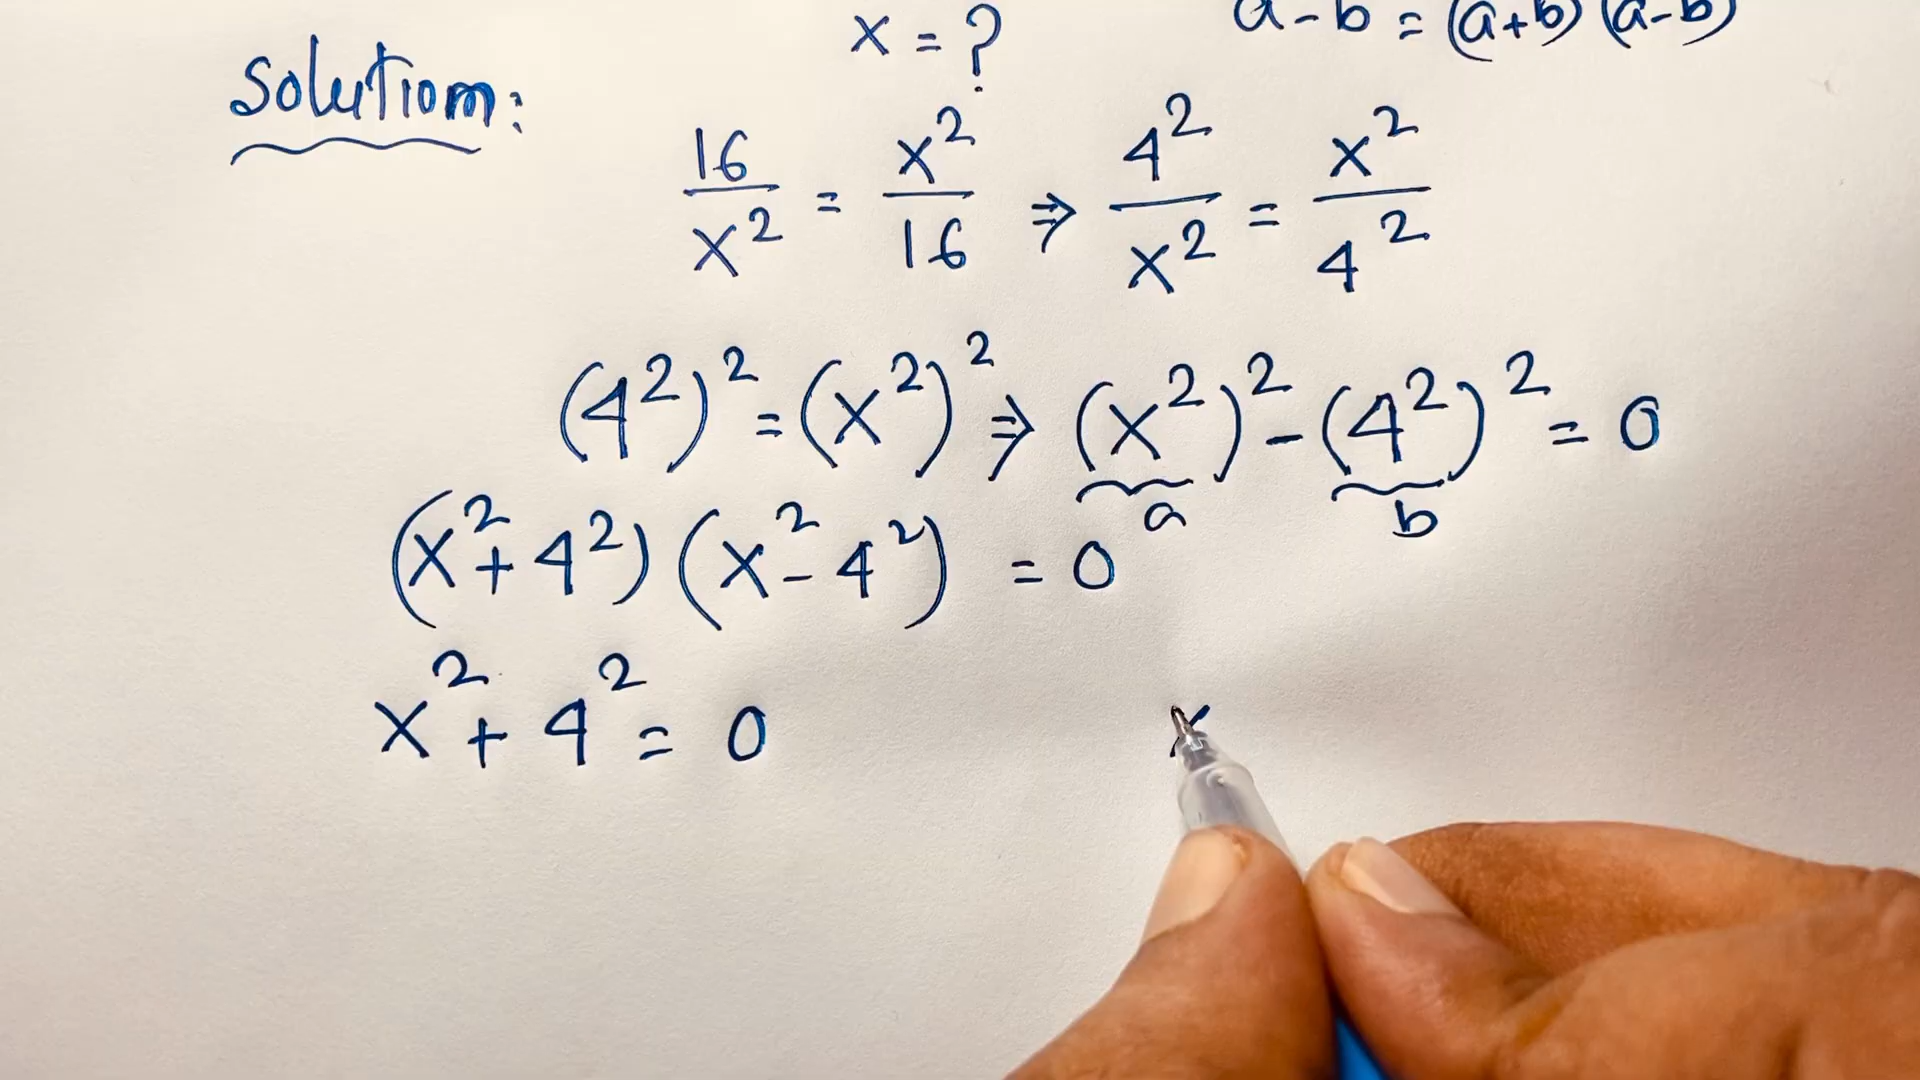 x = ? a - b = (a+b) (a-b)
Solutiom:
16/x² = x²/16 ⇒ 4²/x² = x²/4²
(4²)² = (x²)² ⇒ (x²)² - (4²)² = 0
a b
(x² + 4²) (x² - 4²) = 0
x² + 4² = 0 x